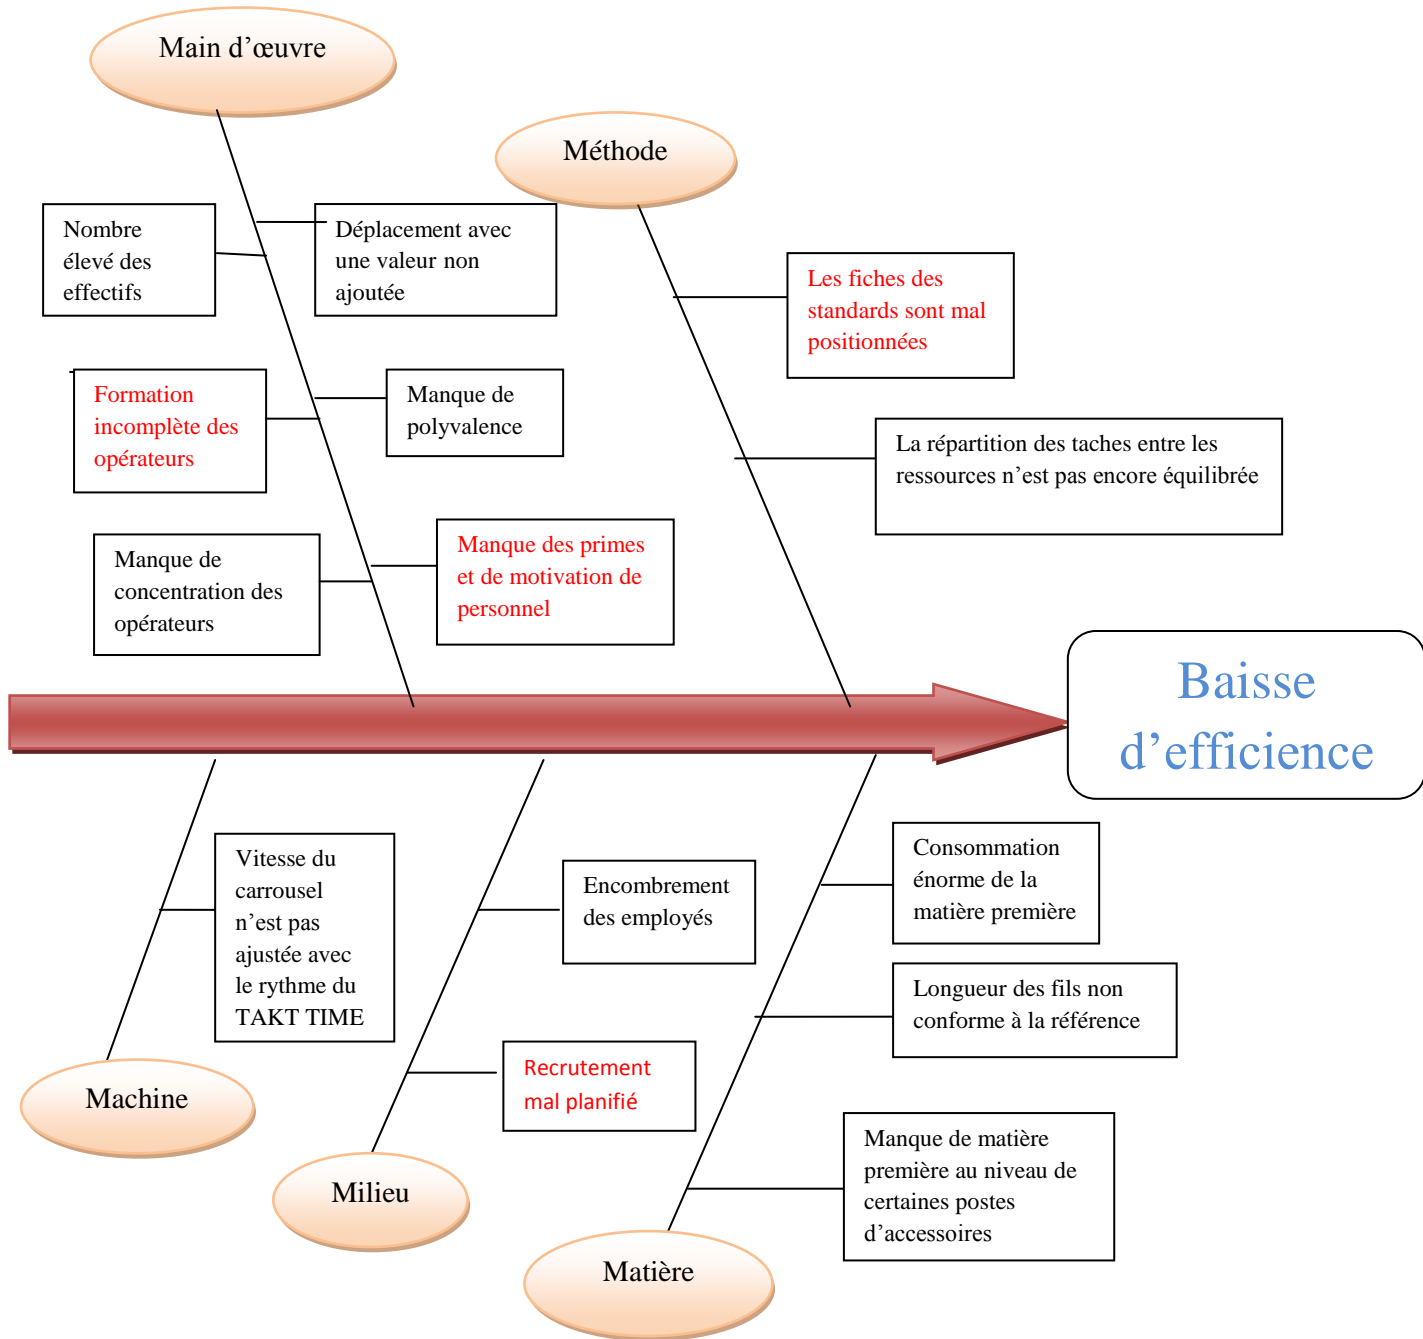 Main d’œuvre
Méthode
Nombre
élevé des
effectifs
Déplacement avec
une valeur non
ajoutée
Les fiches des
standards sont mal
positionnées
Formation
incomplète des
opérateurs
Manque de
polyvalence
La répartition des taches entre les
ressources n’est pas encore équilibrée
Manque de
concentration des
opérateurs
Manque des primes
et de motivation de
personnel
Baisse
d’efficience
Vitesse du
carrousel
n’est pas
ajustée avec
le rythme du
TAKT TIME
Encombrement
des employés
Consommation
énorme de la
matière première
Longueur des fils non
conforme à la référence
Recrutement
mal planifié
Machine
Manque de matière
première au niveau de
certaines postes
d’accessoires
Milieu
Matière